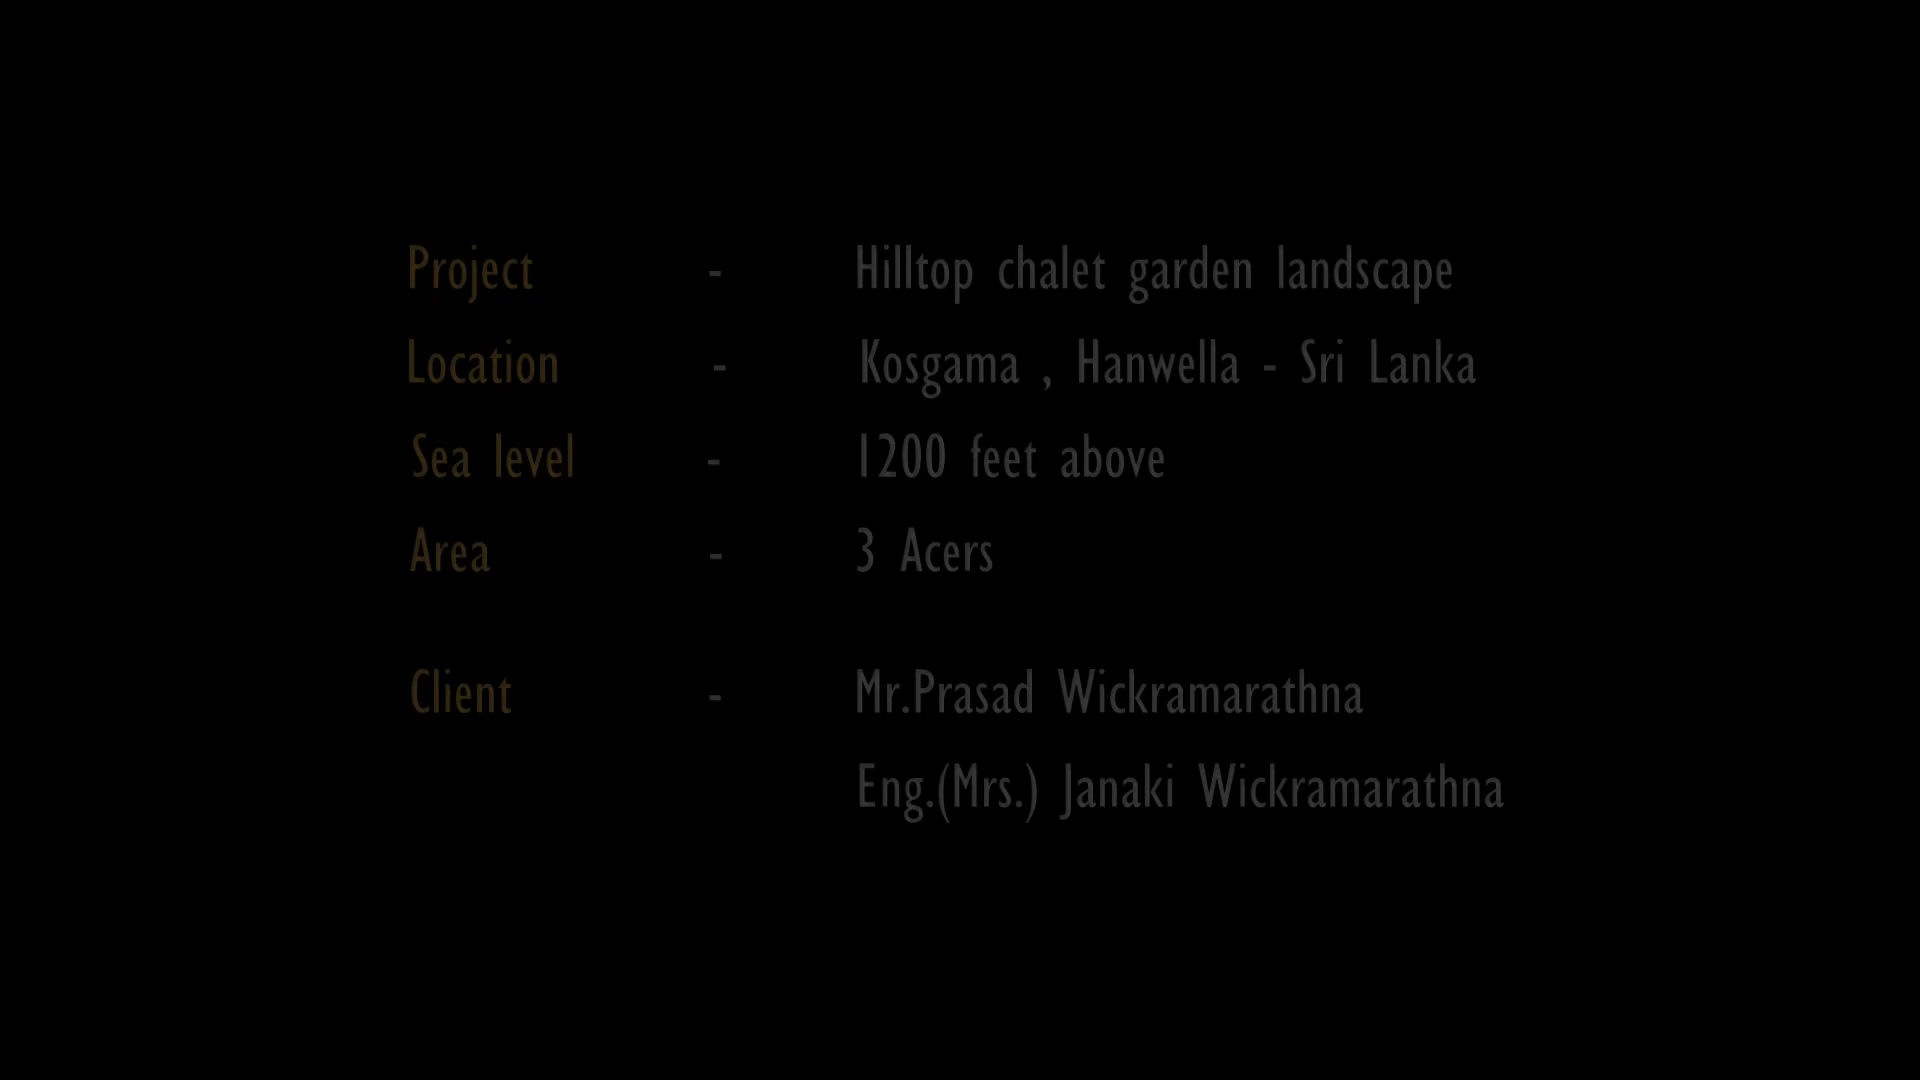 Project - Hilltop chalet garden landscape
Location - Kosgama , Hanwella - Sri Lanka
Sea level - 1200 feet above
Area - 3 Acers
Client - Mr.Prasad Wickramarathna
Eng.(Mrs.) Janaki Wickramarathna